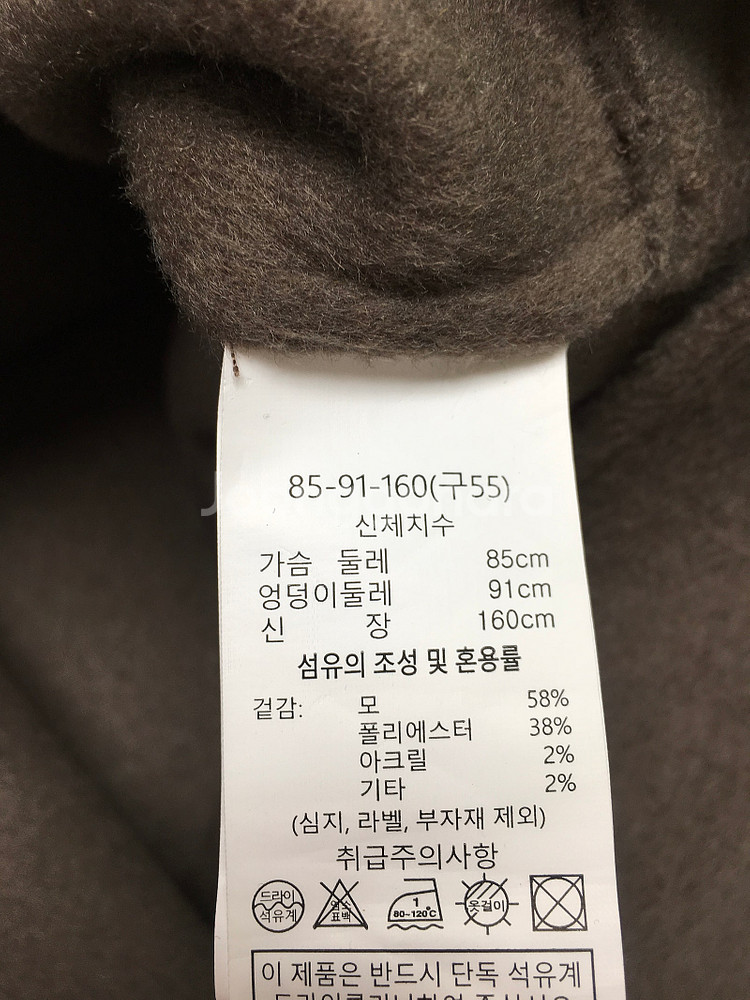 85-91-160(구55)
신체치수
가슴 둘레 85cm
엉덩이둘레 91cm
신 장 160cm
섬유의 조성 및 혼용률
겉감: 모 58%
폴리에스터 38%
아크릴 2%
기타 2%
(심지, 라벨, 부자재 제외)
취급주의사항
드라이
석유계
염소
표백
1
80~120℃
옷걸이
이 제품은 반드시 단독 석유계